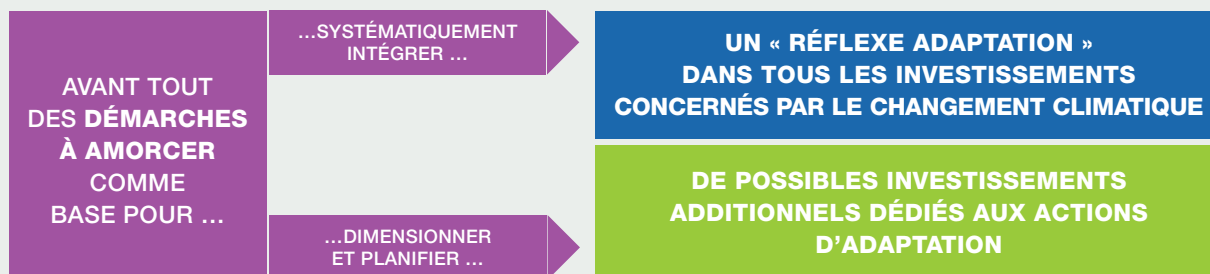 AVANT TOUT
DES DÉMARCHES
À AMORCER
COMME
BASE POUR …
…SYSTÉMATIQUEMENT
INTÉGRER …
UN « RÉFLEXE ADAPTATION »
DANS TOUS LES INVESTISSEMENTS
CONCERNÉS PAR LE CHANGEMENT CLIMATIQUE
…DIMENSIONNER
ET PLANIFIER …
DE POSSIBLES INVESTISSEMENTS
ADDITIONNELS DÉDIÉS AUX ACTIONS
D’ADAPTATION